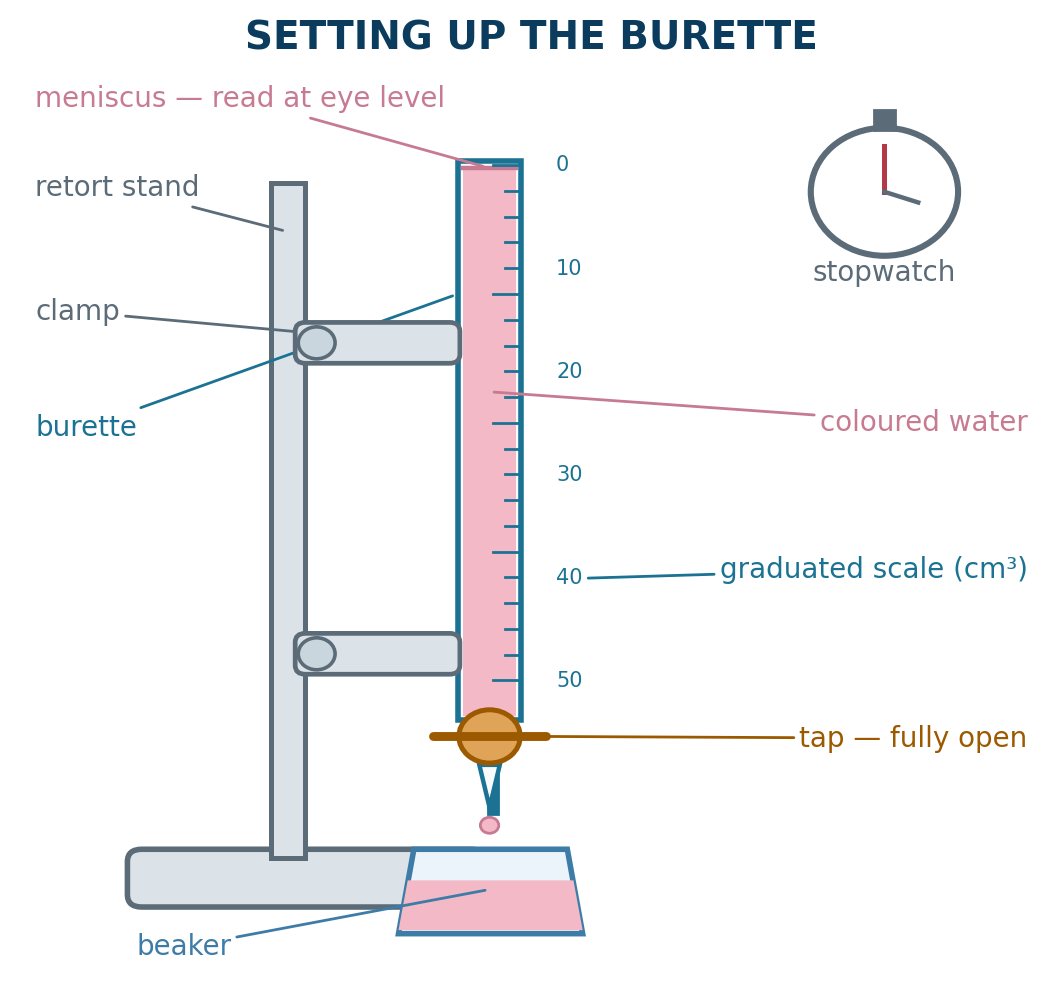 SETTING UP THE BURETTE
meniscus — read at eye level
retort stand
clamp
burette
0
10
20
30
40
50
stopwatch
coloured water
graduated scale (cm³)
tap — fully open
beaker